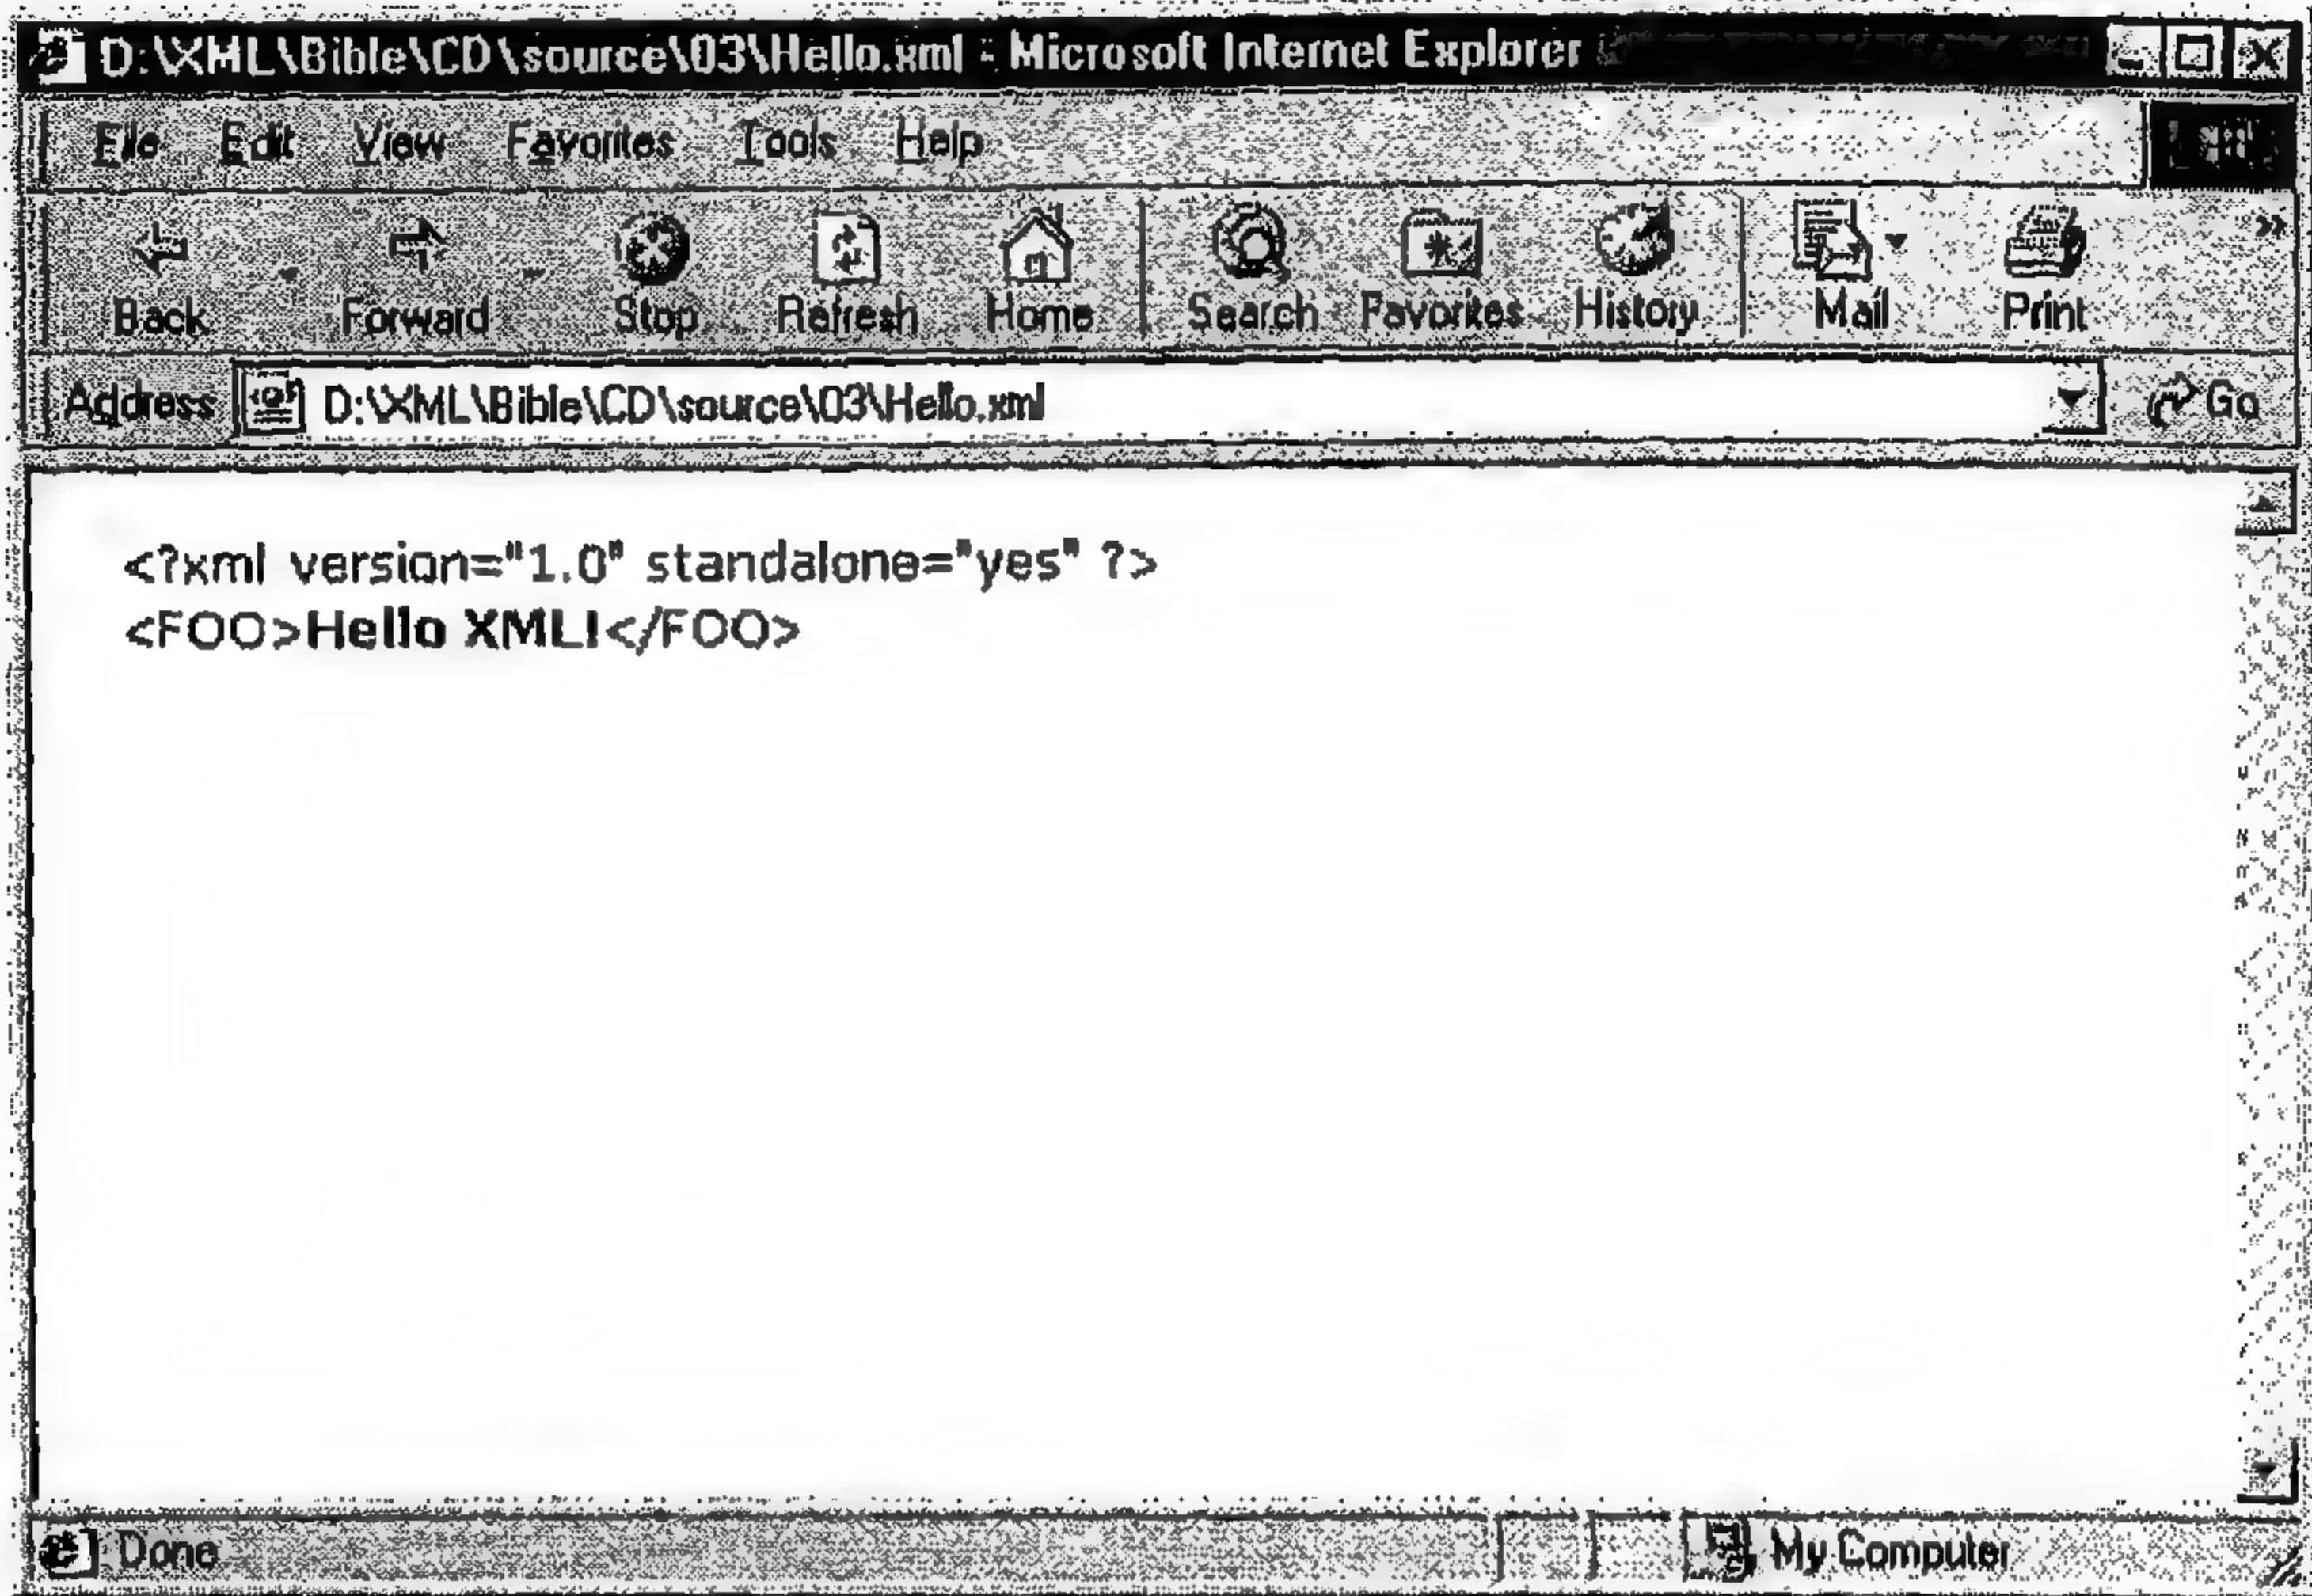 D:\XML\Bible\CD\source\03\Hello.xml - Microsoft Internet Explorer
File Edit View Favorites Tools Help
Back Forward Stop Refresh Home Search Favorites History Mail Print
Address D:\XML\Bible\CD\source\03\Hello.xml Go
<?xml version="1.0" standalone="yes" ?>
<FOO>Hello XML!</FOO>
Done My Computer